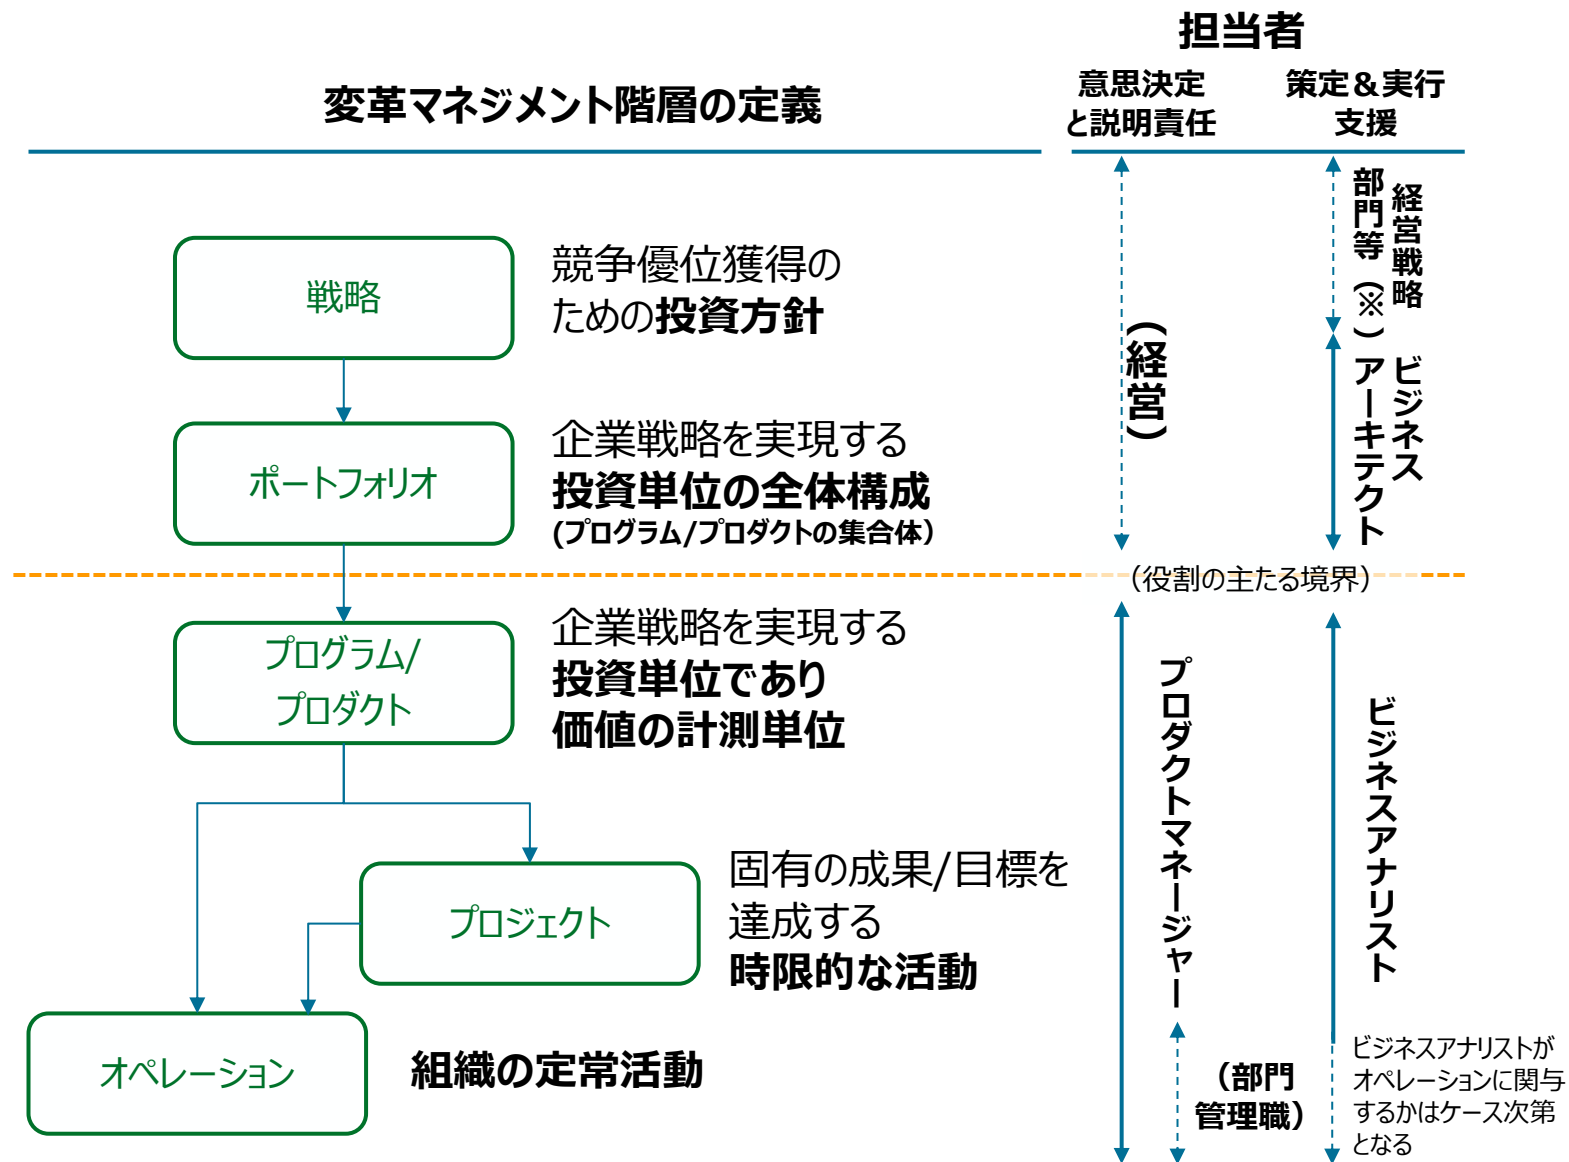 担当者
変革マネジメント階層の定義
意思決定
と説明責任
策定＆実行
支援
戦略
競争優位獲得の
ための投資方針
ポートフォリオ
企業戦略を実現する
投資単位の全体構成
(プログラム/プロダクトの集合体）
（経営）
経営戦略
部門等（※）
ビジネス
アーキテクト
（役割の主たる境界）
プログラム/
プロダクト
企業戦略を実現する
投資単位であり
価値の計測単位
プロジェクト
固有の成果/目標を
達成する
時限的な活動
オペレーション
組織の定常活動
プロダクトマネージャー
（部門
管理職）
ビジネスアナリスト
ビジネスアナリストが
オペレーションに関与
するかはケース次第
となる